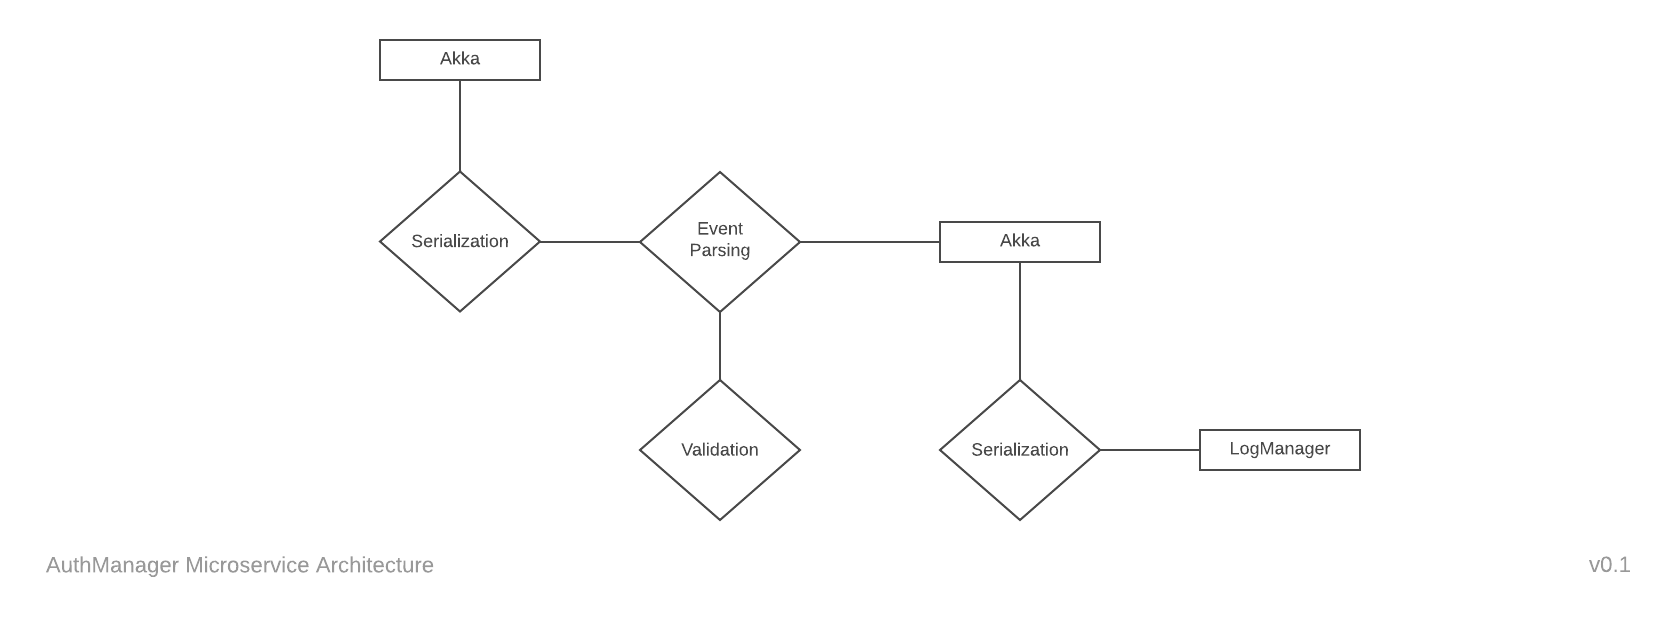 Akka
Serialization
Event
Parsing
Akka
Validation
Serialization
LogManager
AuthManager Microservice Architecture
v0.1